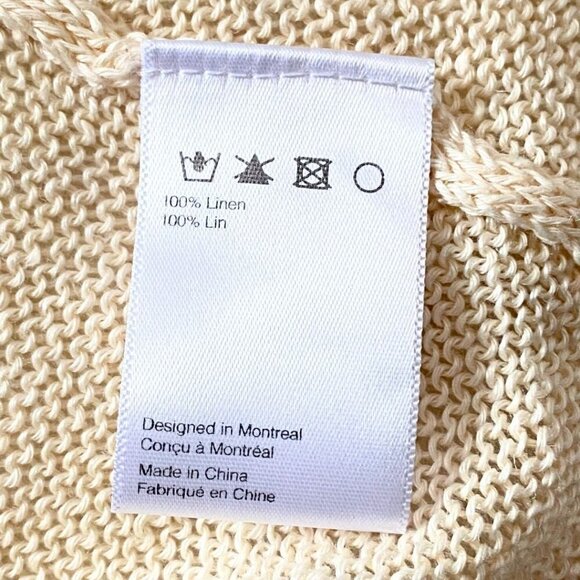 100% Linen
100% Lin
Designed in Montreal
Conçu à Montréal
Made in China
Fabriqué en Chine